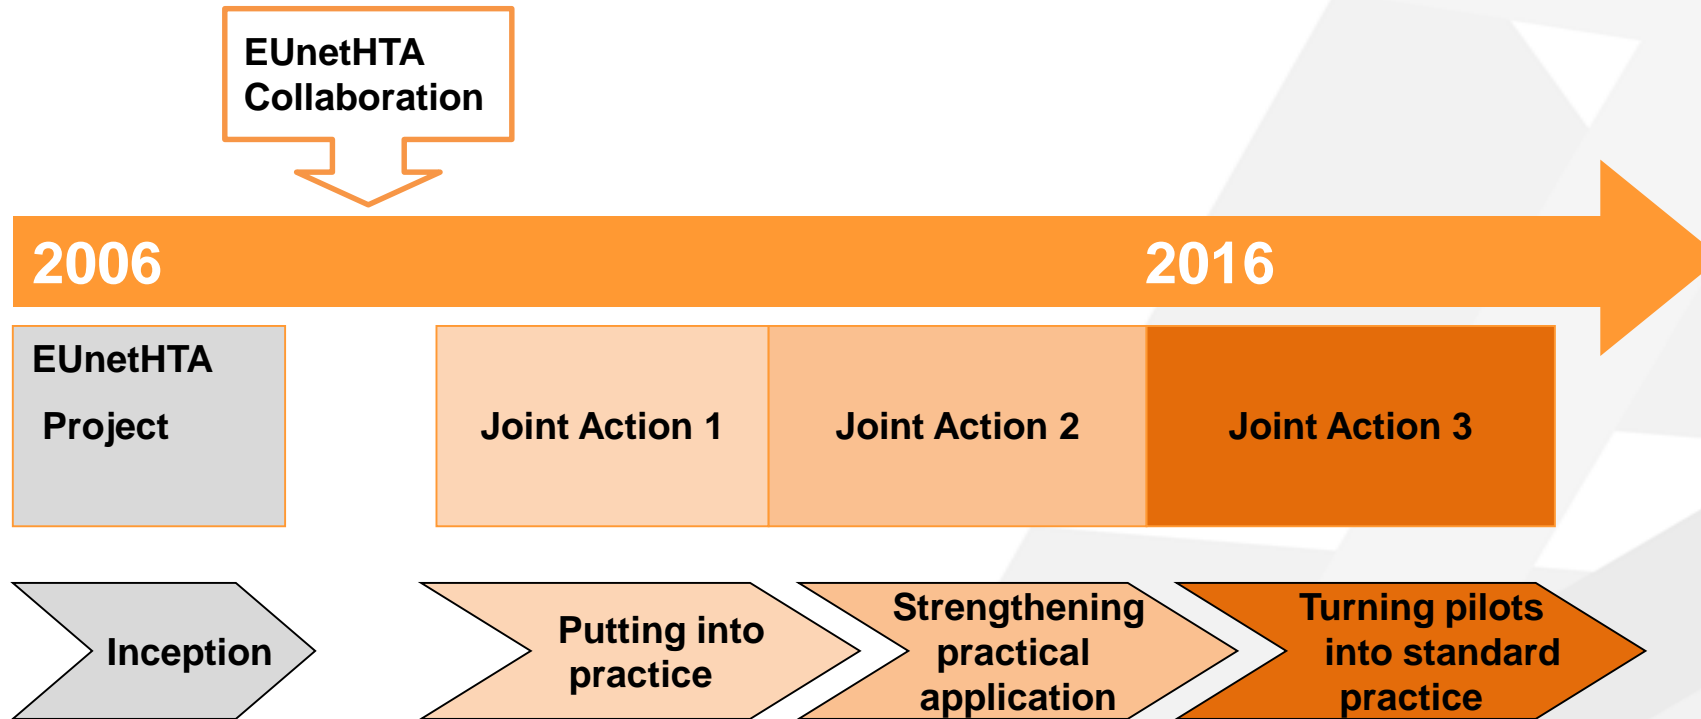 EUnetHTA
Collaboration
2006
2016
EUnetHTA
Project
Joint Action 1
Joint Action 2
Joint Action 3
Inception
Putting into
practice
Strengthening
practical
application
Turning pilots
into standard
practice